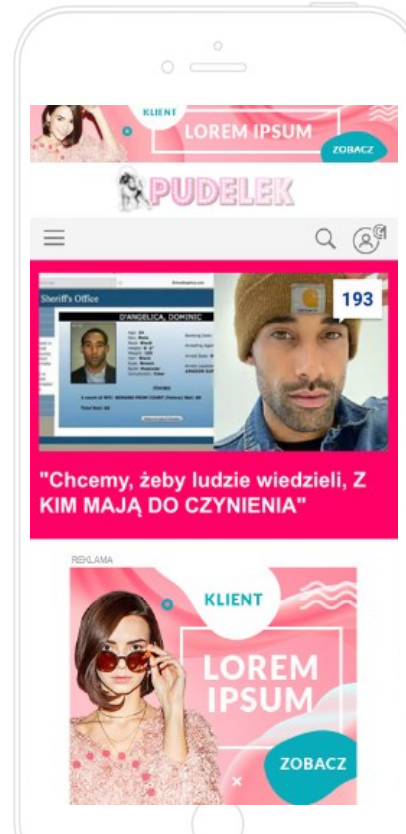 KLIENT
LOREM IPSUM
ZOBACZ
PUDELEK
193
Sheriff's Office
D'ANGELICA, DOMINIC
"Chcemy, żeby ludzie wiedzieli, Z
KIM MAJĄ DO CZYNIENIA"
REKLAMA
KLIENT
LOREM
IPSUM
ZOBACZ